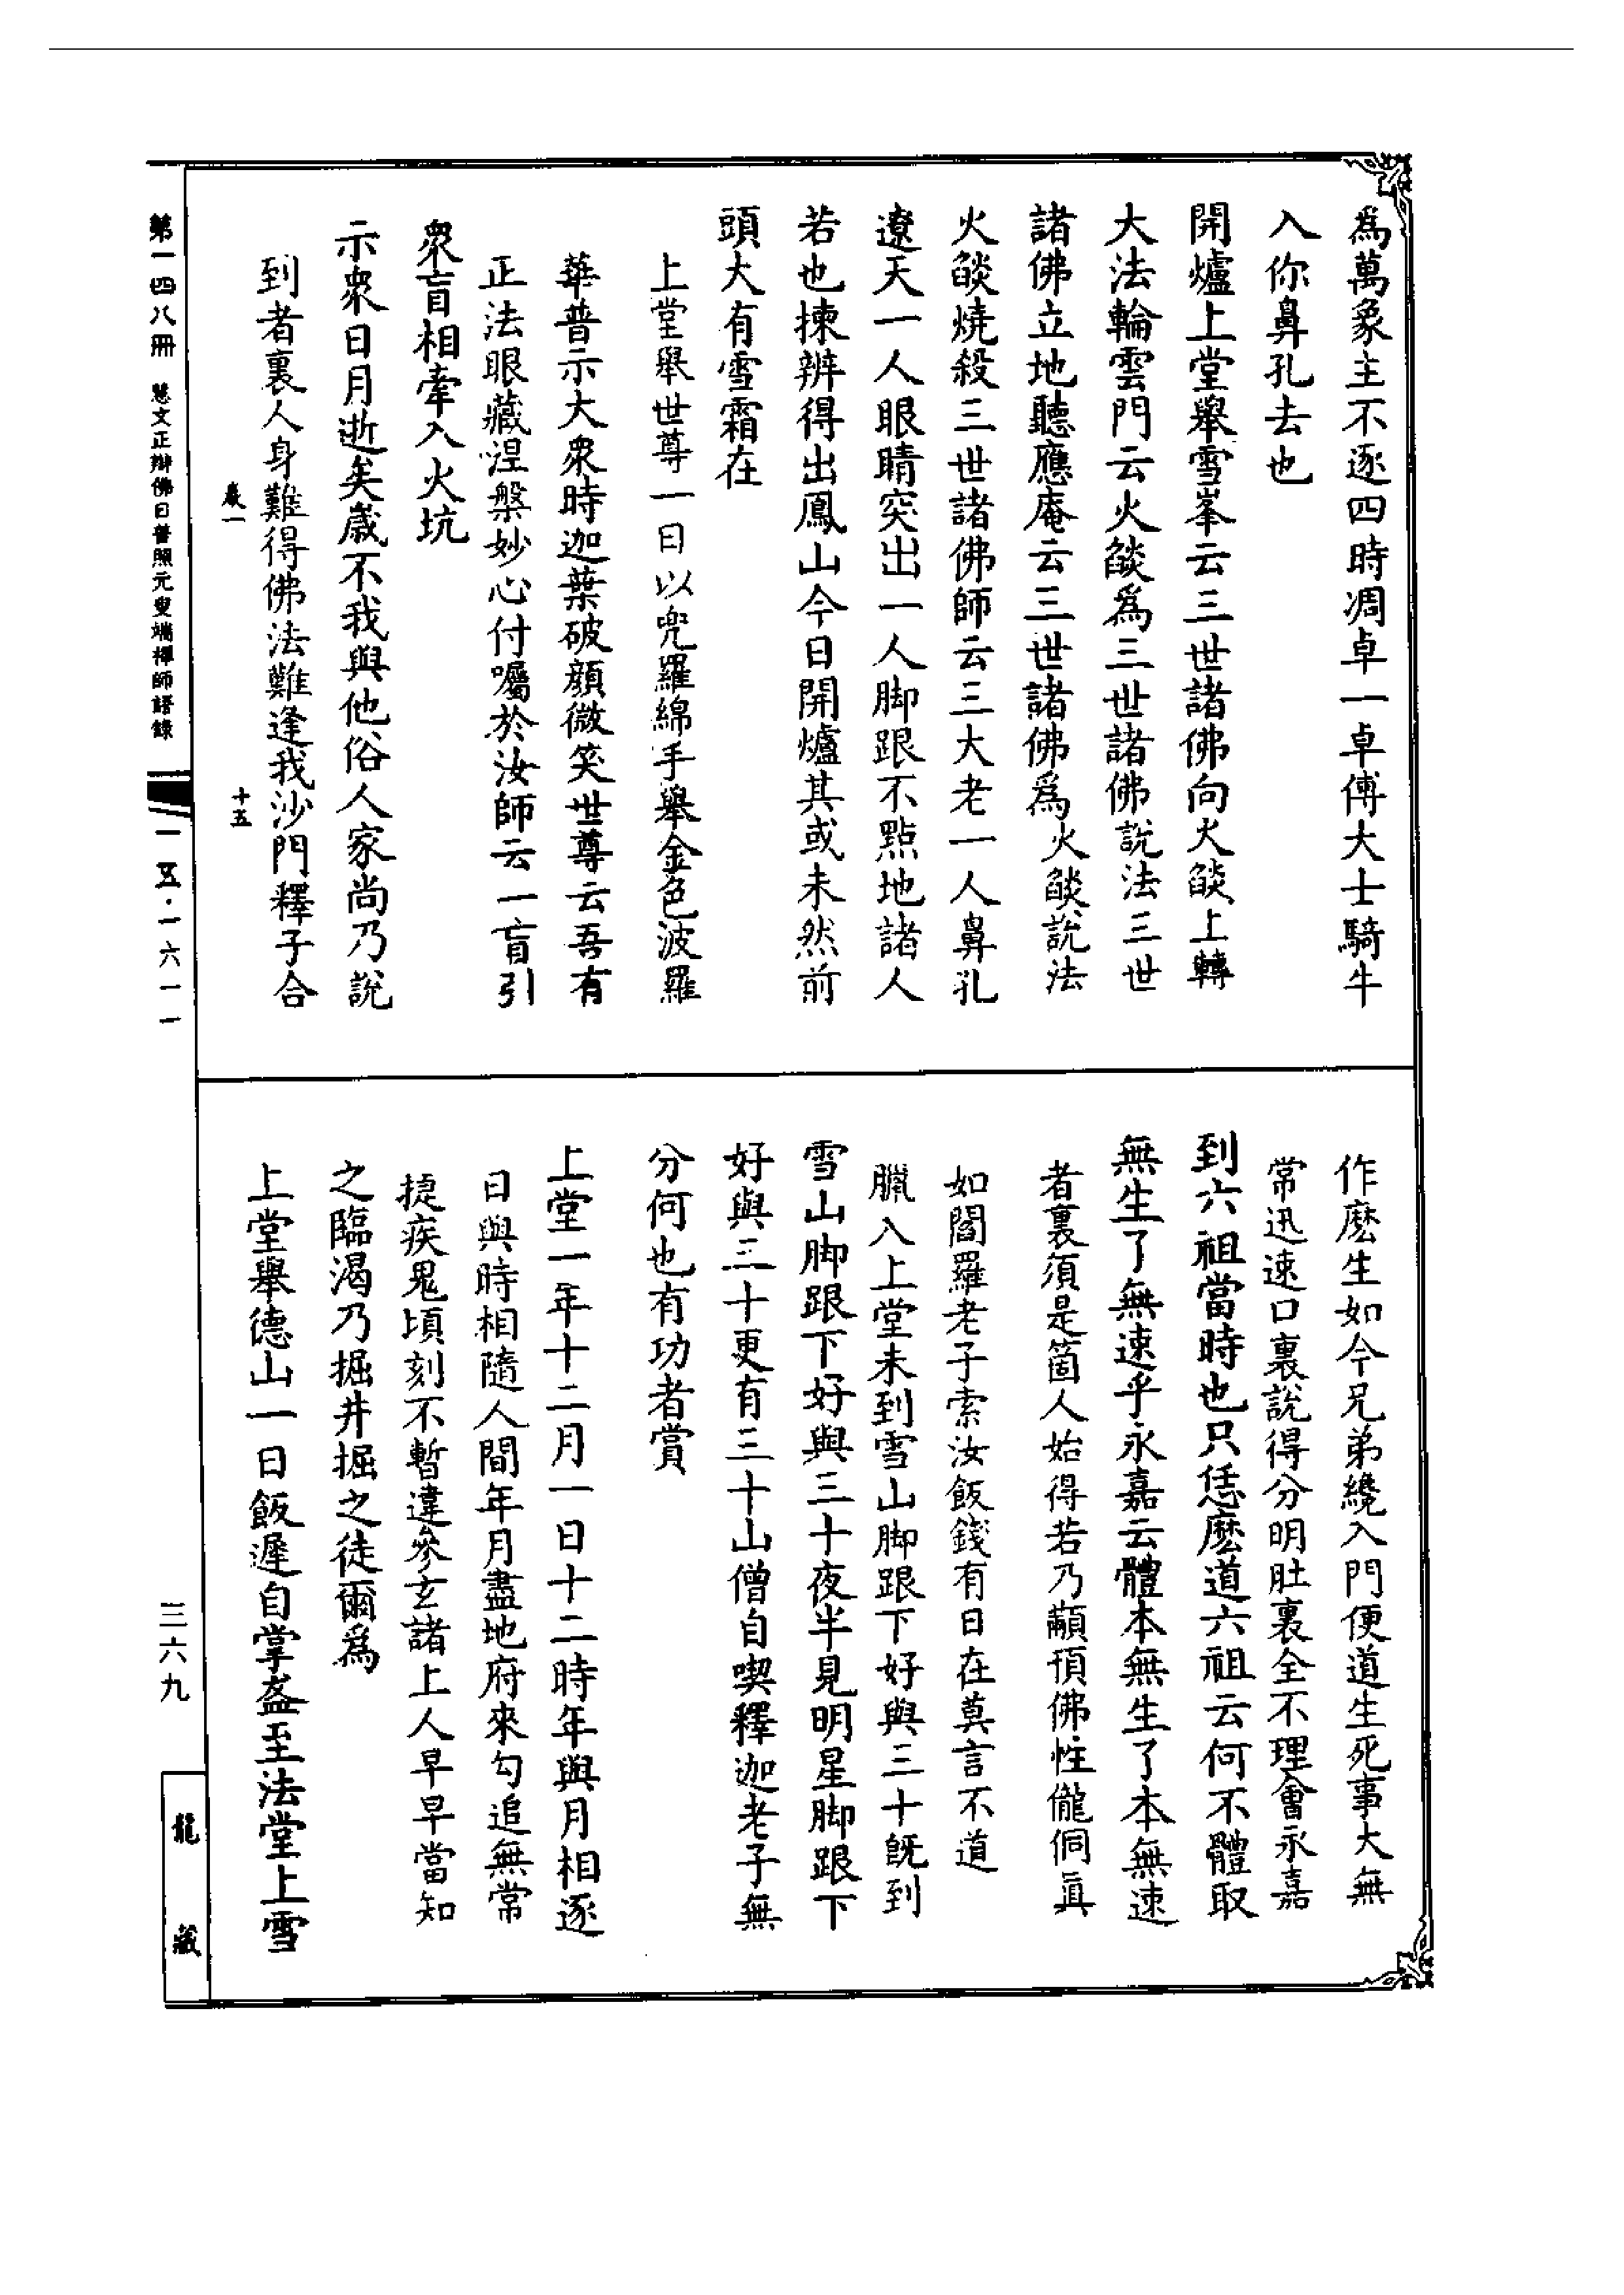 爲萬象主不逐四時凋卓一卓傅大士騎牛
入你鼻孔去也
開爐上堂舉雪峯云三世諸佛向火燄上轉
大法輪雲門云火燄爲三世諸佛說法三世
諸佛立地聽應庵云三世諸佛爲火燄說法
火燄燒殺三世諸佛師云三大老一人鼻孔
遼天一人眼睛突出一人脚跟不點地諸人
若也揀辨得出鳳山今日開爐其或未然前
頭大有雪霜在
上堂舉世尊一日以兜羅綿手舉金色波羅
華普示大衆時迦葉破顏微笑世尊云吾有
正法眼藏涅槃妙心付囑於汝師云一盲引
衆盲相牽入火坑
示衆日月逝矣歲不我與他俗人家尚乃說
到者裏人身難得佛法難逢我沙門釋子合
作麽生如今兄弟纔入門便道生死事大無
常迅速口裏說得分明肚裏全不理會永嘉
到六祖當時也只恁麽道六祖云何不體取
無生了無速乎永嘉云體本無生了本無速
者裏須是箇人始得若乃顢頇佛性儱侗眞
如閻羅老子索汝飯錢有日在莫言不道
臘八上堂未到雪山脚跟下好與三十旣到
雪山脚跟下好與三十夜半見明星脚跟下
好與三十更有三十山僧自喫釋迦老子無
分何也有功者賞
上堂一年十二月一日十二時年與月相逐
日與時相隨人間年月盡地府來勾追無常
捷疾鬼頃刻不暫違參玄諸上人早早當知
之臨渴乃掘井掘之徒爾爲
上堂舉德山一日飯遲自掌盋至法堂上雪
第一四八冊 慧文正辯佛日普照元叟端禪師語錄
一五·一六一一
三六九
龍藏
十五